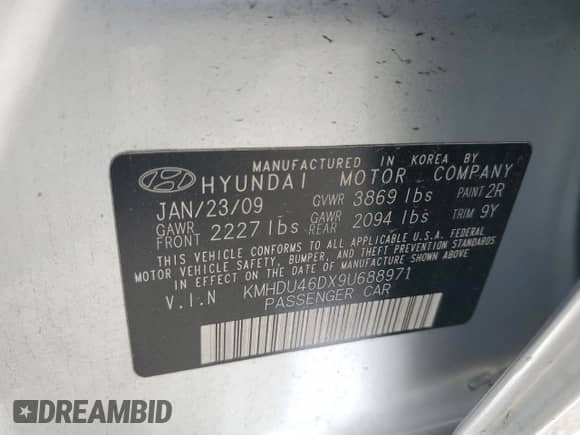 MANUFACTURED IN KOREA BY
HYUNDAI MOTOR COMPANY
JAN/23/09 GVWR 3869 lbs PAINT 2R
GAWR FRONT 2227 lbs GAWR REAR 2094 lbs TRIM 9Y
THIS VEHICLE CONFORMS TO ALL APPLICABLE U.S.A. FEDERAL
MOTOR VEHICLE SAFETY, BUMPER, AND THEFT PREVENTION STANDARDS
IN EFFECT ON THE DATE OF MANUFACTURE SHOWN ABOVE.
V.I.N KMHDU46DX9U688971
PASSENGER CAR
DREAMBID